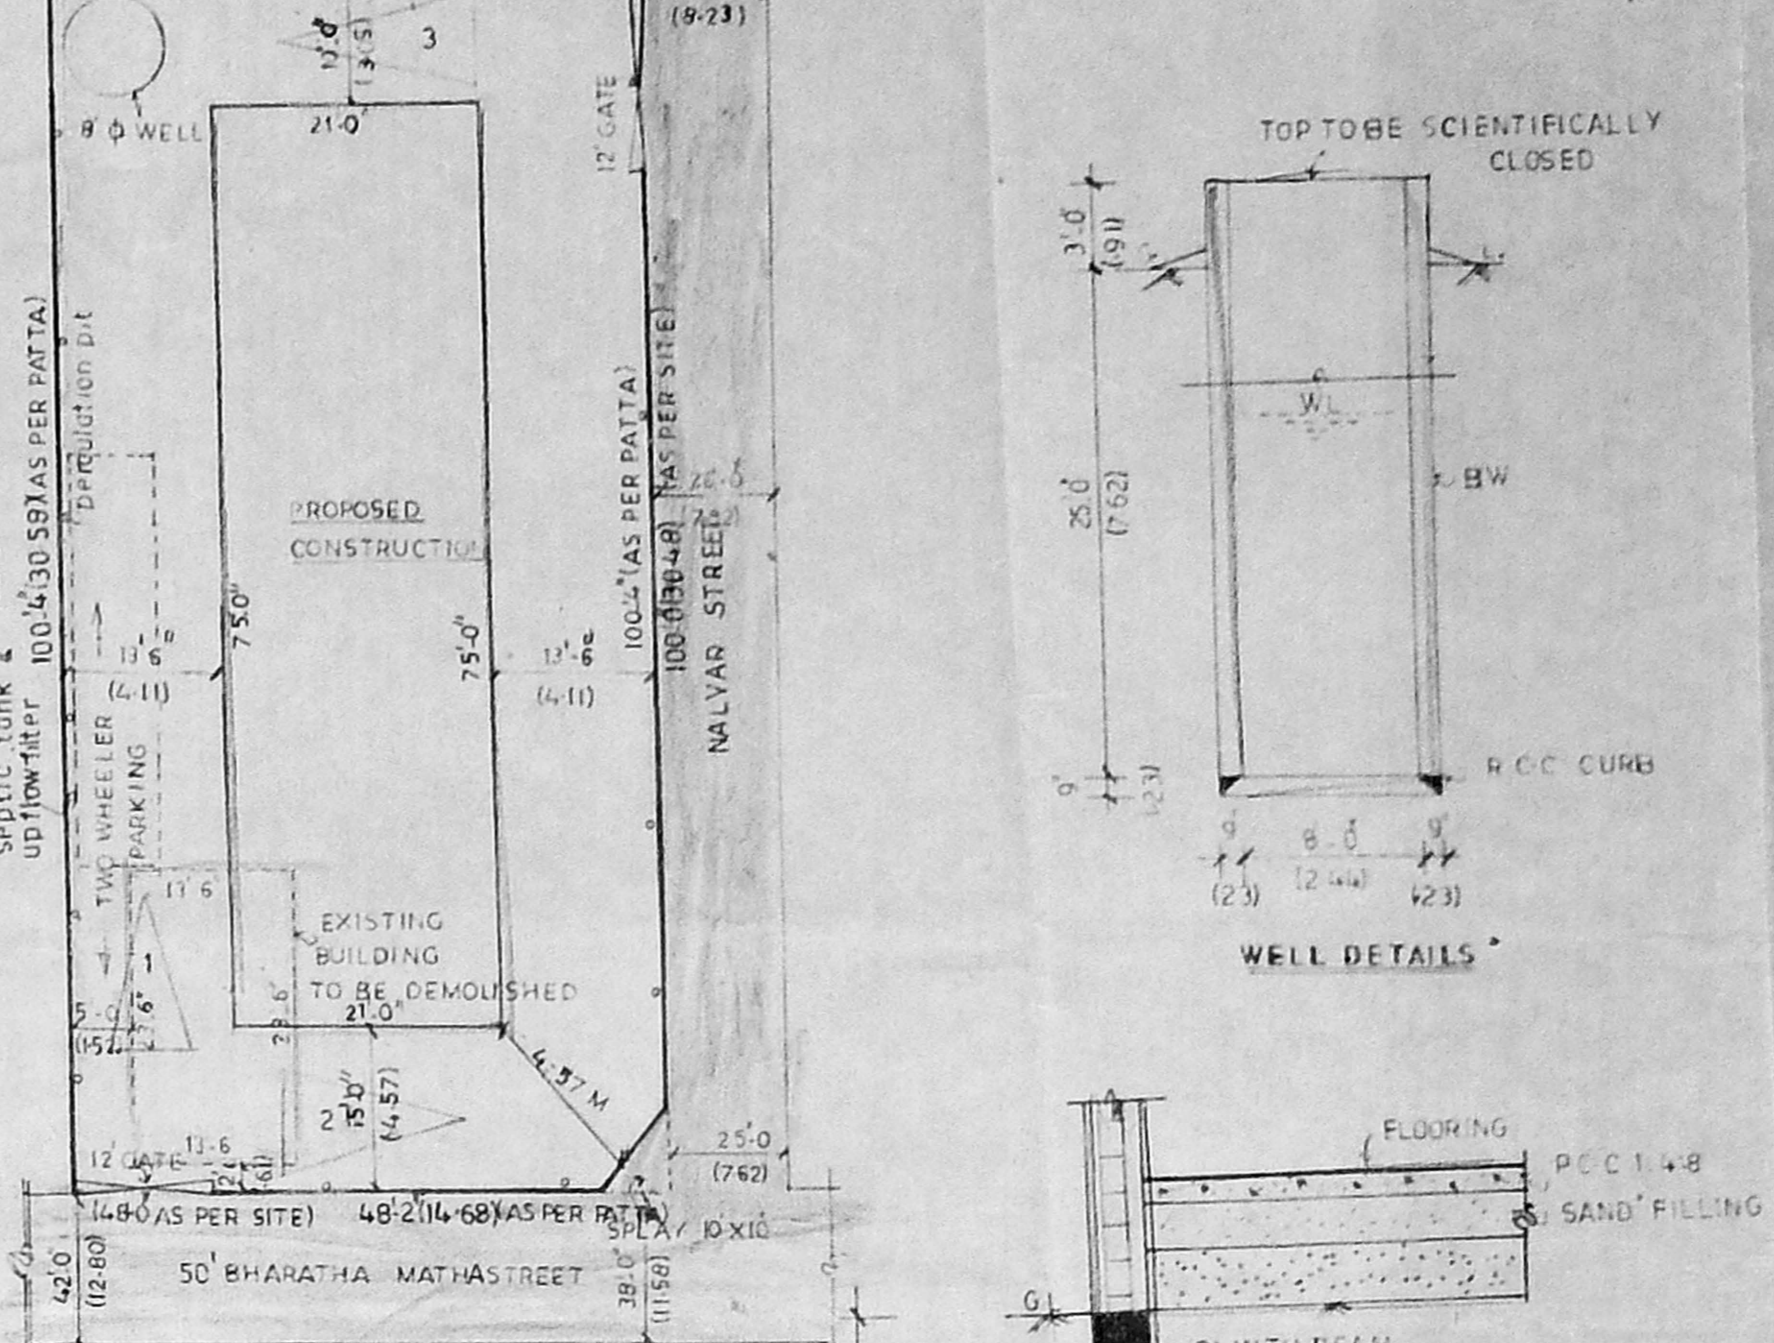 (8.23)
3
12' GATE
8' ɸ WELL
21-0'
100'-4"(30 59)(AS PER PATTA)
PROPOSED
CONSTRUCTION
75.0"
75'-0"
13'6"
(4.11)
13'-6
(4.11)
100'4"(AS PER PATTA)
100'0(30 48) (AS PER SITE)
NALVAR STREET
upflow filter
TWO WHEELER
PARKING
13'6
EXISTING
BUILDING
TO BE DEMOLISHED
21'.0"
1
5-0
(1.52
2
15'0"
(4.57)
4.57 M
12' GATE
13-6
25'-0
(762)
(48-0 AS PER SITE)
48'-2"(14.68)(AS PER PATTA)
SPLAY 10'X10'
50' BHARATHA MATHASTREET
42'.0'
(12.80)
38'-0"
(11.58)
TOP TO BE SCIENTIFICALLY
CLOSED
3'-0"
(.91)
WL
25'.0"
(7 62)
BW
R C C CURB
9'
(.23)
9'
8-0"
9'
(23)
(2.44)
(.23)
WELL DETAILS
FLOORING
P C C 1:4:8
SAND FILLING
G